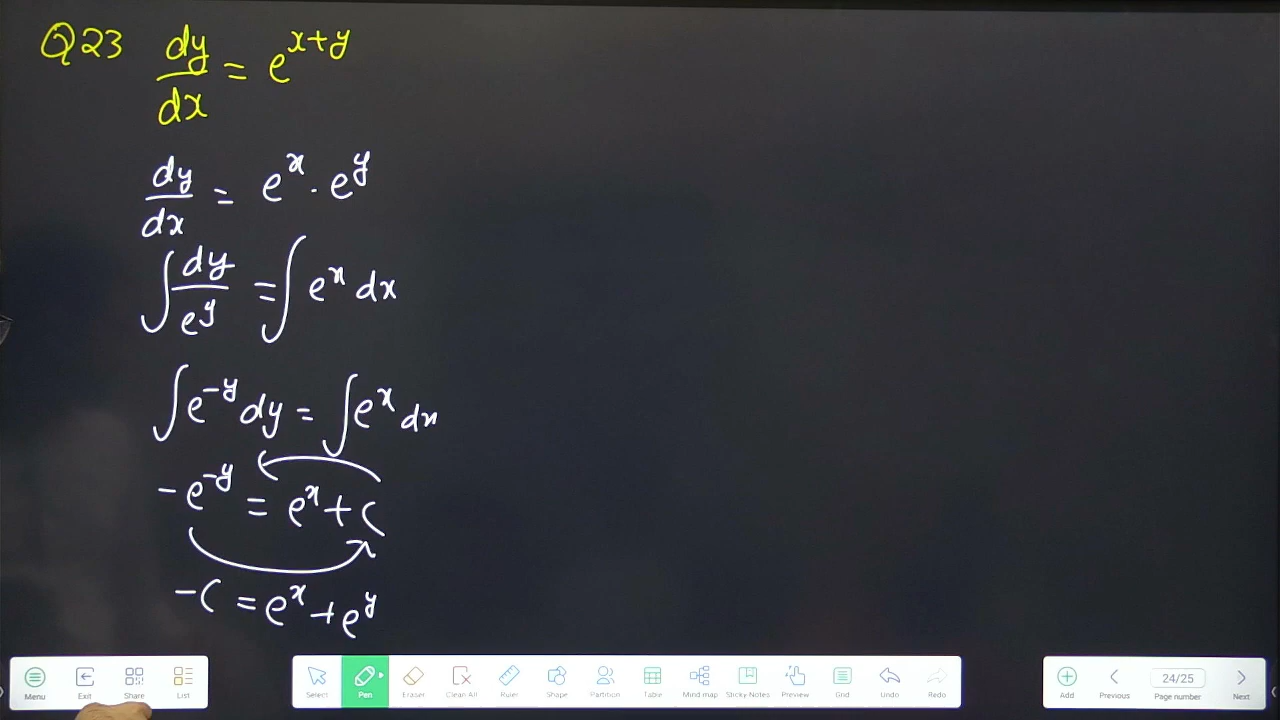 Q23 dy/dx = e^{x+y}
dy/dx = e^x · e^y
∫ dy/e^y = ∫ e^x dx
∫ e^{-y} dy = ∫ e^x dx
-e^{-y} = e^x + C
-C = e^x + e^y
Menu Exit Share List Select Pen Eraser Clean All Ruler Shape Partition Table Mind map Sticky Notes Preview Grid Undo Redo Add Previous 24/25 Page number Next